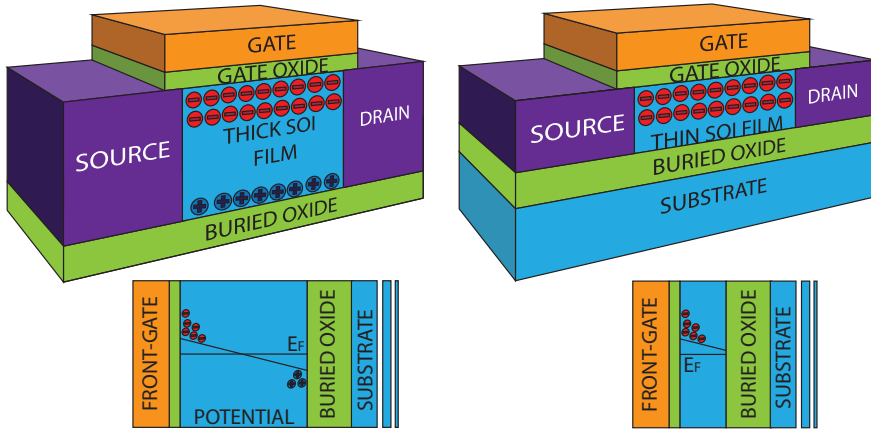 GATE
GATE OXIDE
THICK SOI
FILM
SOURCE
DRAIN
BURIED OXIDE
GATE
GATE OXIDE
SOURCE
DRAIN
THIN SOI FILM
BURIED OXIDE
SUBSTRATE
FRONT-GATE
EF
POTENTIAL
BURIED OXIDE
SUBSTRATE
FRONT-GATE
EF
BURIED OXIDE
SUBSTRATE